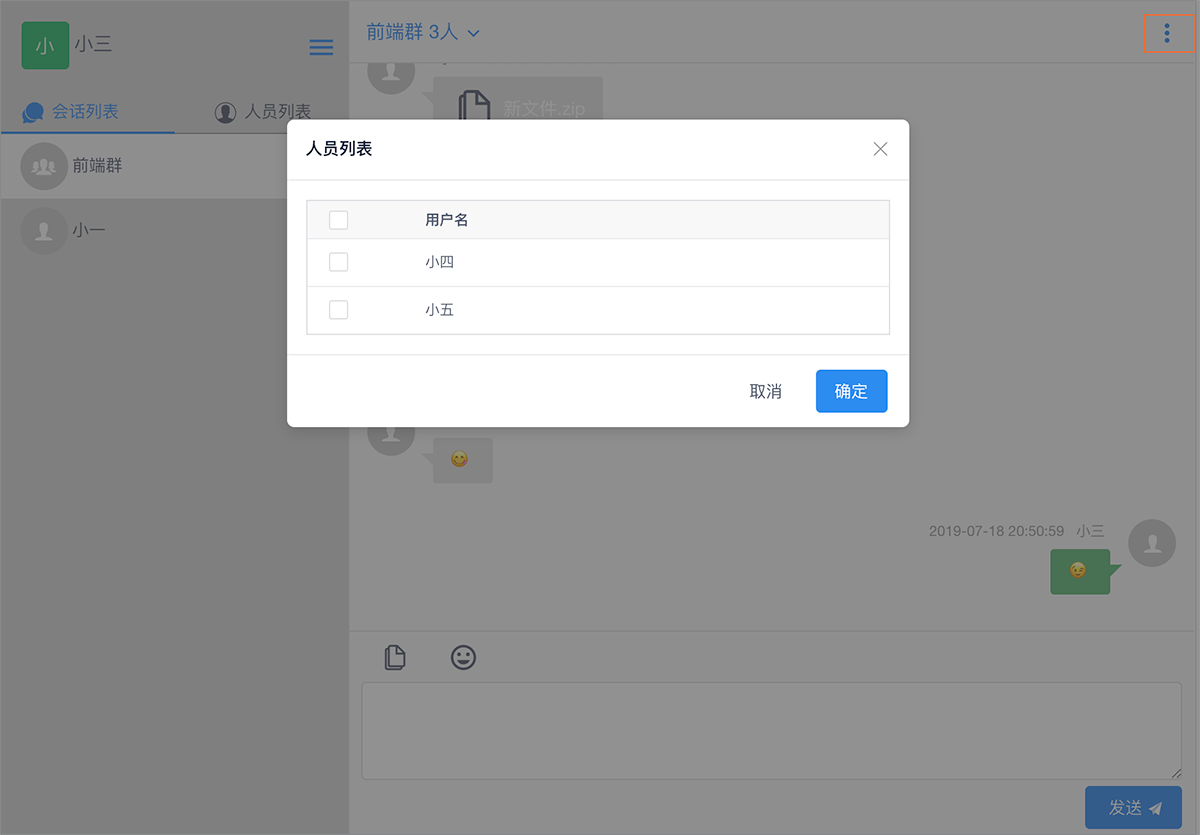 小 小三
前端群 3人
会话列表 人员列表
新文件.zip
前端群
小一
人员列表
用户名
小四
小五
取消 确定
2019-07-18 20:50:59 小三
发送